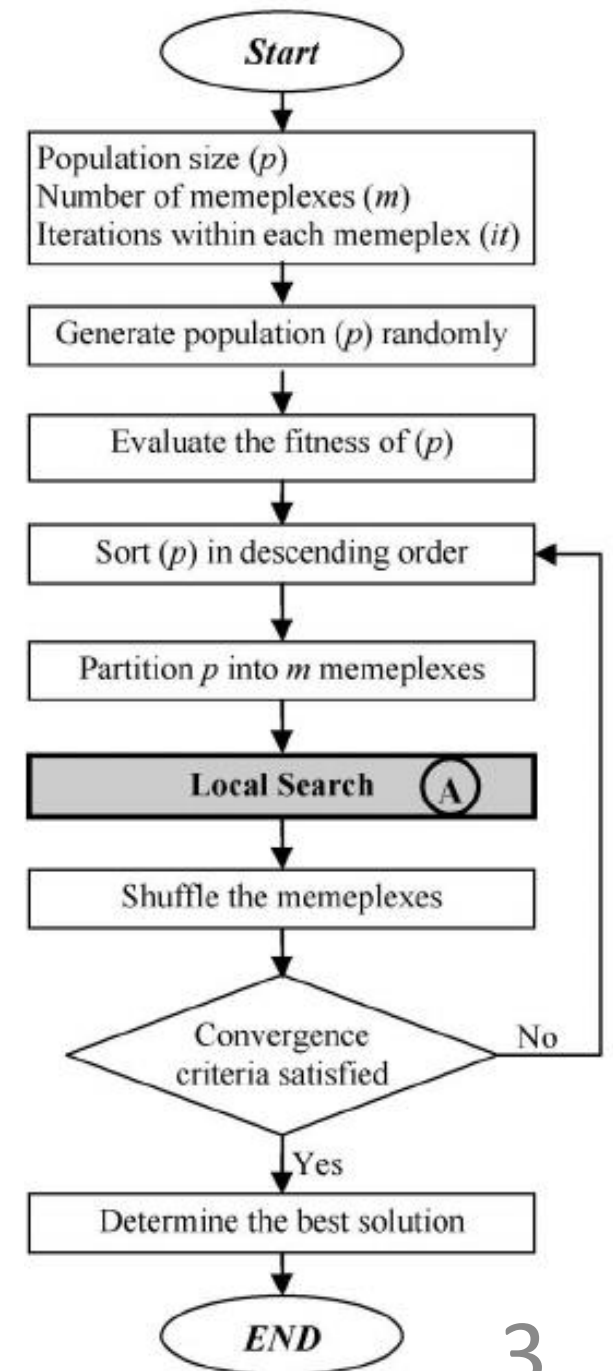 Start
Population size (p)
Number of memeplexes (m)
Iterations within each memeplex (it)
Generate population (p) randomly
Evaluate the fitness of (p)
Sort (p) in descending order
Partition p into m memeplexes
Local Search A
Shuffle the memeplexes
Convergence
criteria satisfied
No
Yes
Determine the best solution
END
3